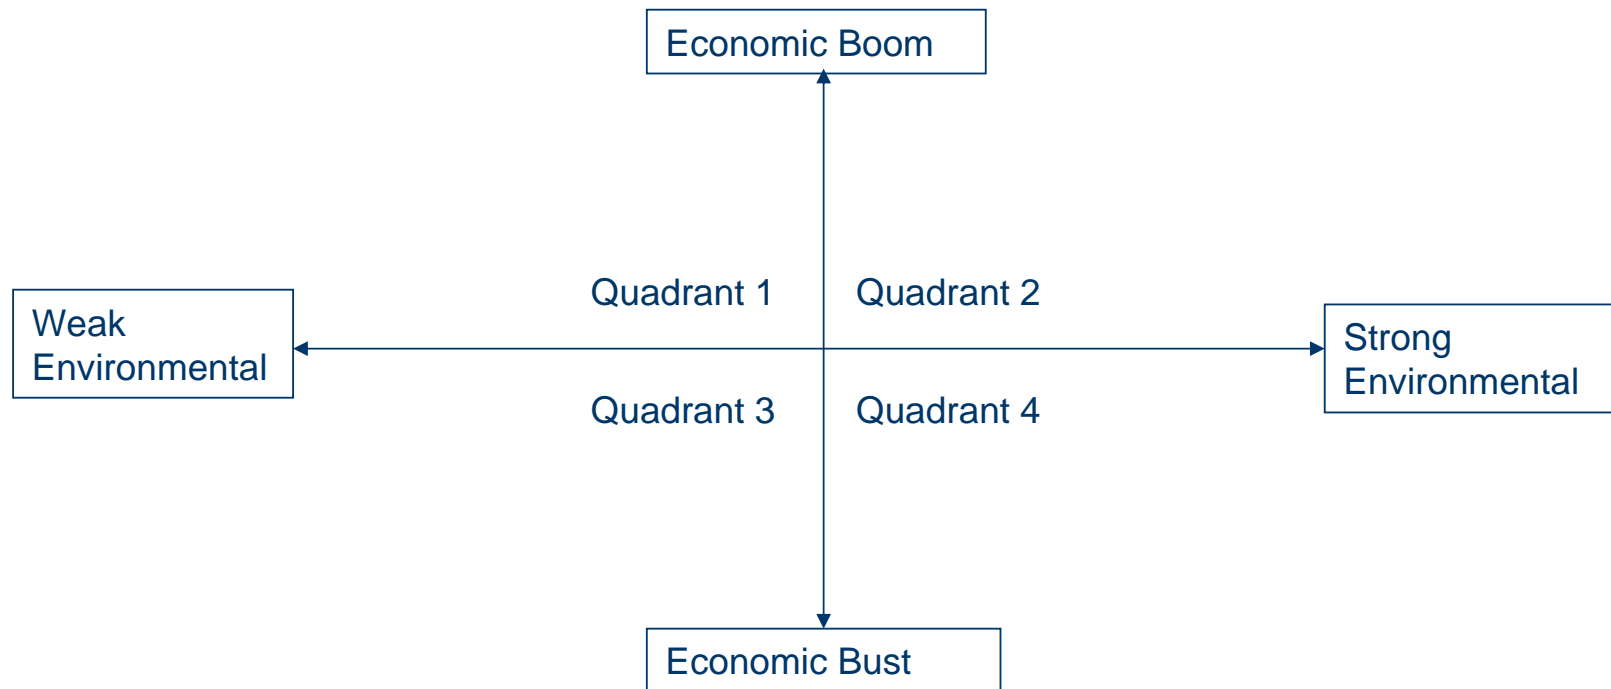 Economic Boom
Quadrant 1
Quadrant 2
Weak
Environmental
Strong
Environmental
Quadrant 3
Quadrant 4
Economic Bust